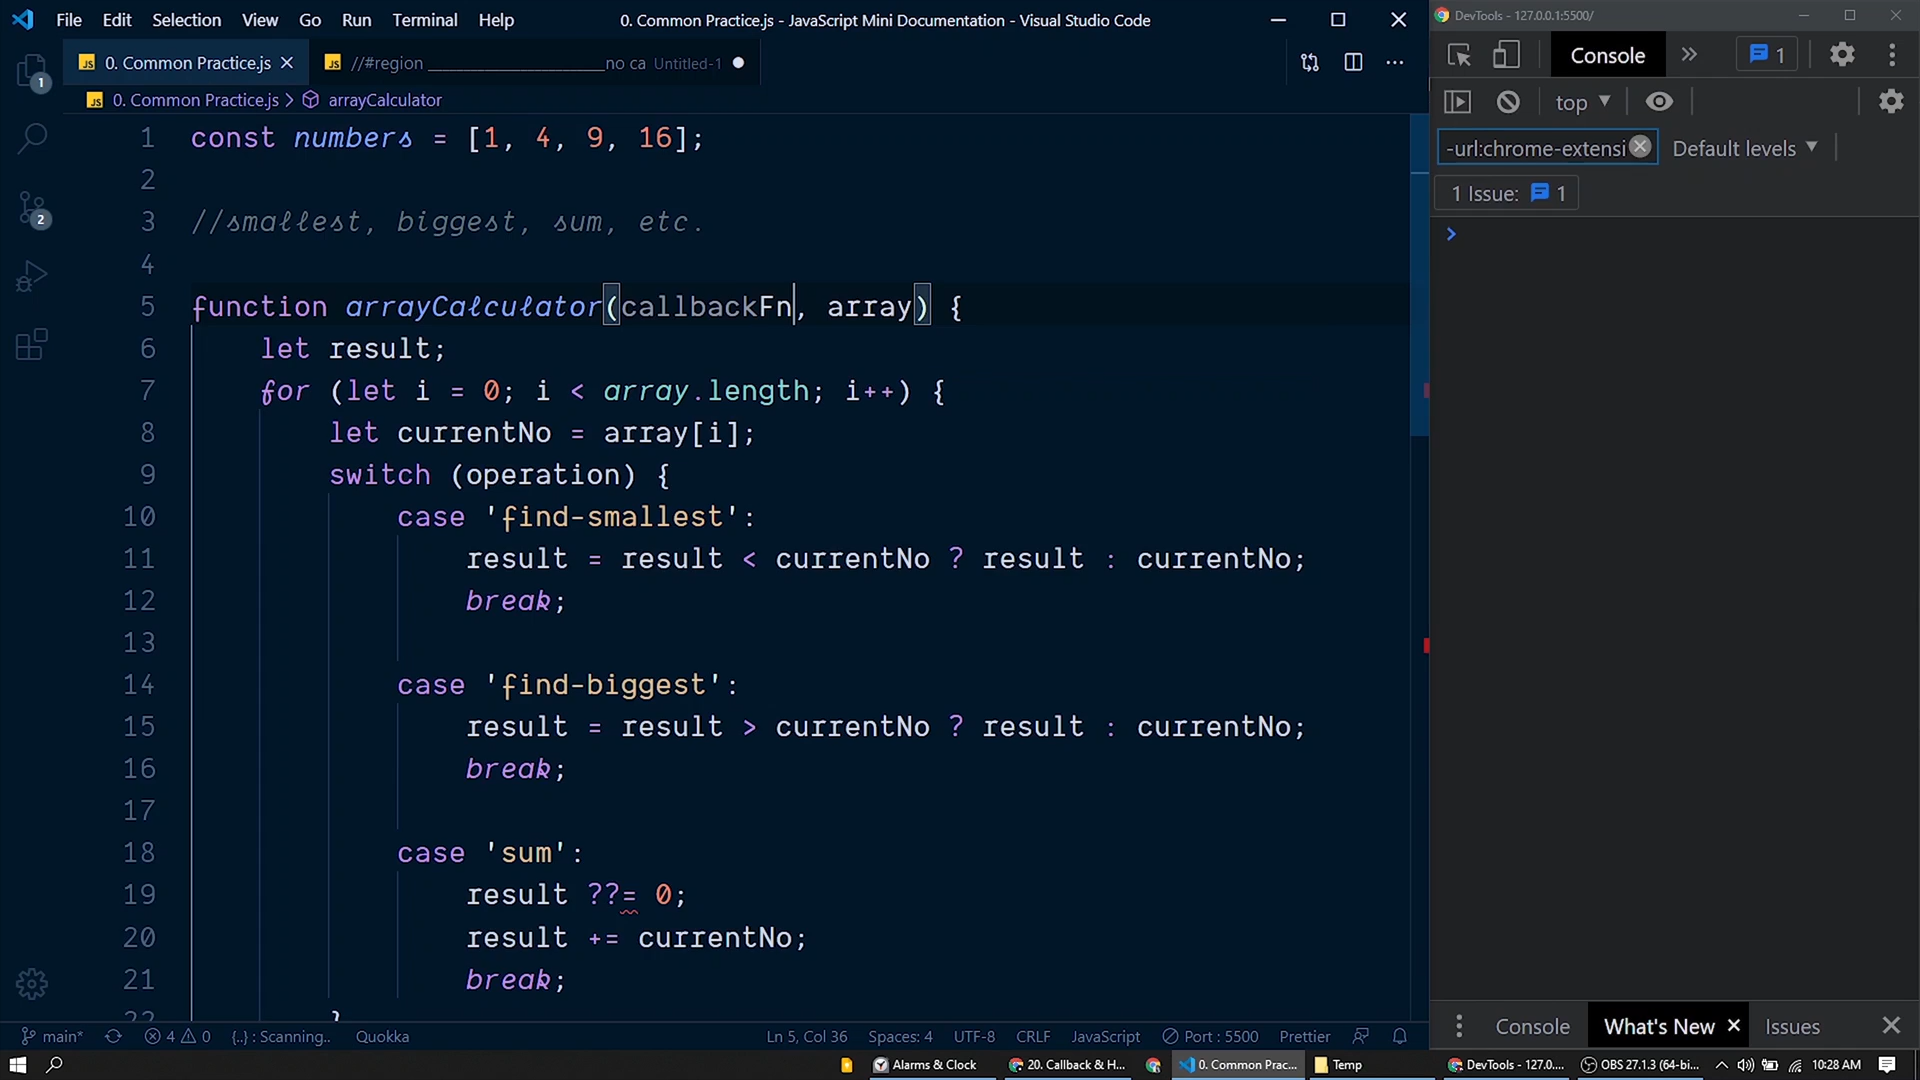 File Edit Selection View Go Run Terminal Help
0. Common Practice.js - JavaScript Mini Documentation - Visual Studio Code
DevTools - 127.0.0.1:5500/
0. Common Practice.js
//#region ______________________no ca Untitled-1
Console
1
0. Common Practice.js > arrayCalculator
top
-url:chrome-extensi
Default levels
1 Issue: 1
1 const numbers = [1, 4, 9, 16];
2
3 //smallest, biggest, sum, etc.
4
5 function arrayCalculator(callbackFn, array) {
6 let result;
7 for (let i = 0; i < array.length; i++) {
8 let currentNo = array[i];
9 switch (operation) {
10 case 'find-smallest':
11 result = result < currentNo ? result : currentNo;
12 break;
13
14 case 'find-biggest':
15 result = result > currentNo ? result : currentNo;
16 break;
17
18 case 'sum':
19 result ??= 0;
20 result += currentNo;
21 break;
22 }
1
2
Console What's New Issues
main* 4 0 {..} : Scanning.. Quokka Ln 5, Col 36 Spaces: 4 UTF-8 CRLF JavaScript Port : 5500 Prettier
Alarms & Clock 20. Callback & H... 0. Common Prac... Temp DevTools - 127.0.... OBS 27.1.3 (64-bi... 10:28 AM